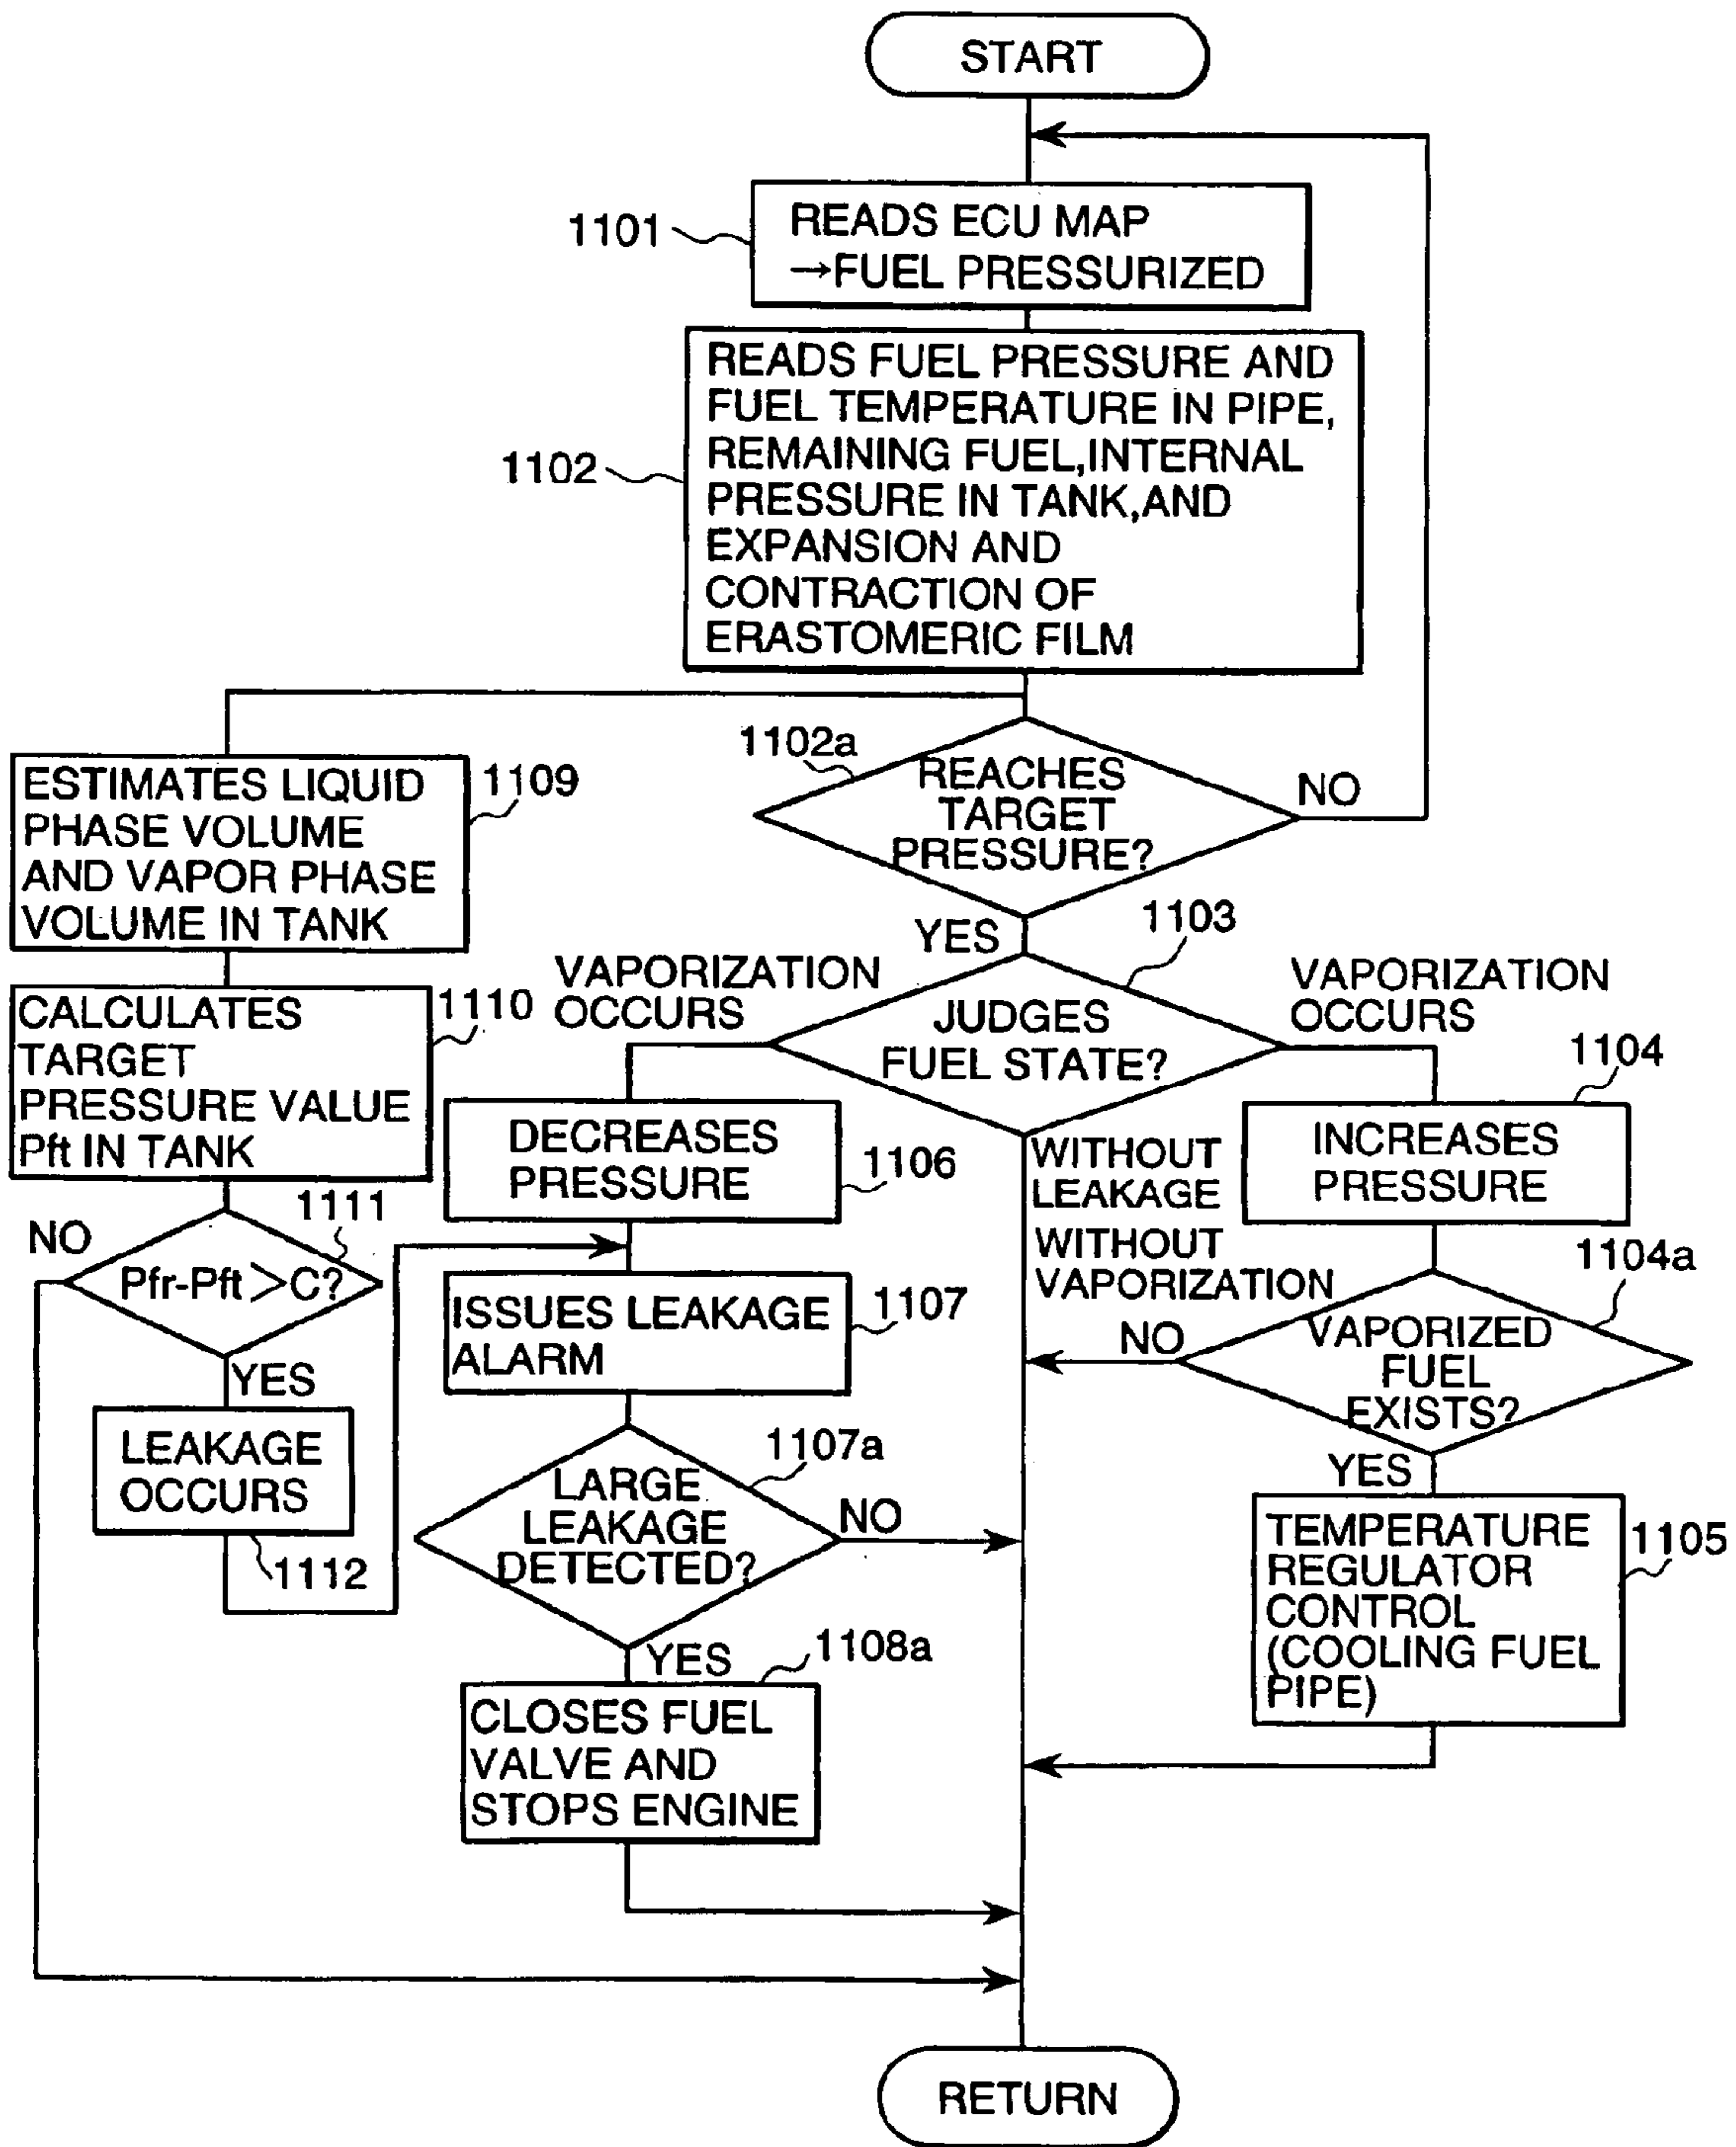 START
1101
READS ECU MAP
→FUEL PRESSURIZED
1102
READS FUEL PRESSURE AND
FUEL TEMPERATURE IN PIPE,
REMAINING FUEL,INTERNAL
PRESSURE IN TANK,AND
EXPANSION AND
CONTRACTION OF
ERASTOMERIC FILM
1102a
REACHES
TARGET
PRESSURE?
NO
YES
1109
ESTIMATES LIQUID
PHASE VOLUME
AND VAPOR PHASE
VOLUME IN TANK
1110
CALCULATES
TARGET
PRESSURE VALUE
Pft IN TANK
1111
Pfr-Pft>C?
NO
YES
LEAKAGE
OCCURS
1112
1103
JUDGES
FUEL STATE?
VAPORIZATION
OCCURS
VAPORIZATION
OCCURS
WITHOUT
LEAKAGE
WITHOUT
VAPORIZATION
DECREASES
PRESSURE
1106
ISSUES LEAKAGE
ALARM
1107
1107a
LARGE
LEAKAGE
DETECTED?
NO
YES
1108a
CLOSES FUEL
VALVE AND
STOPS ENGINE
1104
INCREASES
PRESSURE
1104a
VAPORIZED
FUEL
EXISTS?
NO
YES
TEMPERATURE
REGULATOR
CONTROL
(COOLING FUEL
PIPE)
1105
RETURN